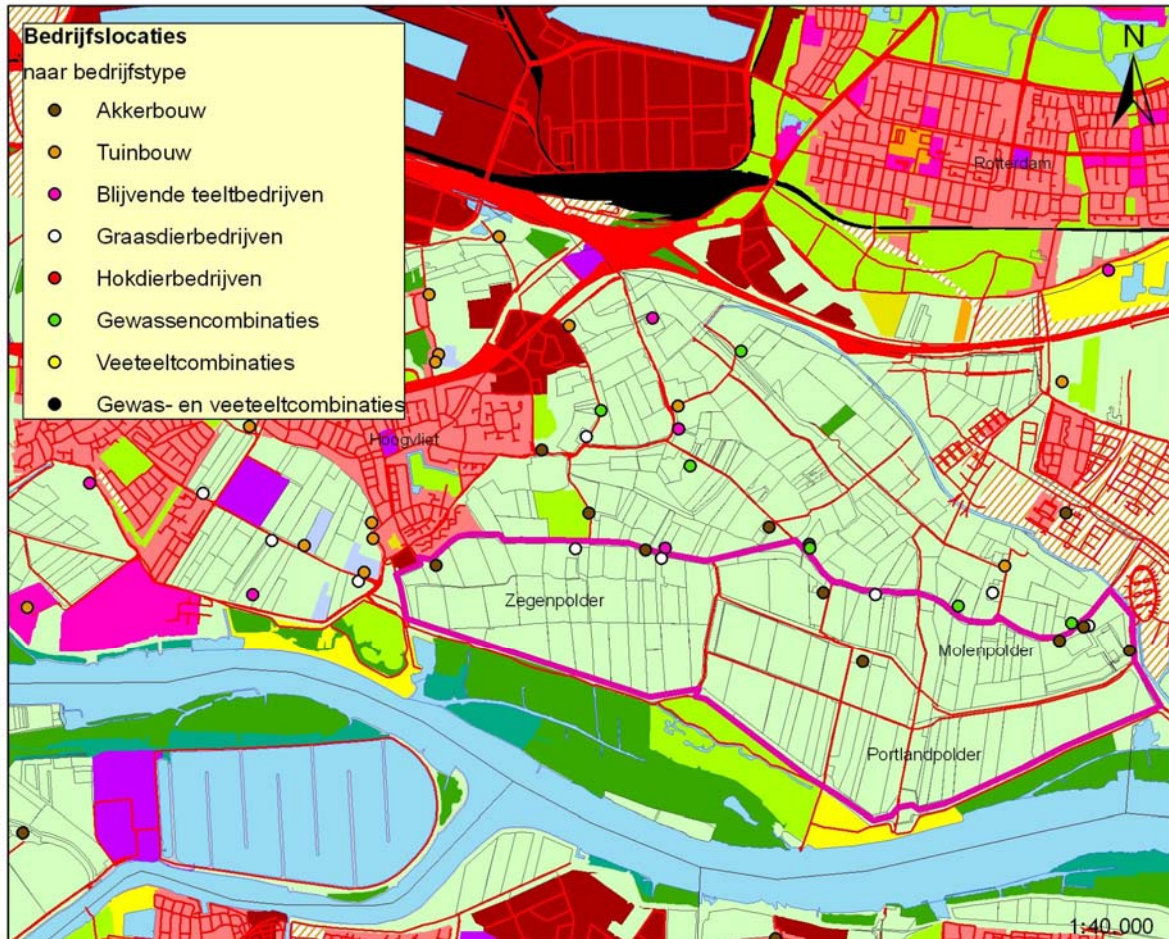 Bedrijfslocaties
naar bedrijfstype
Akkerbouw
Tuinbouw
Blijvende teeltbedrijven
Graasdierbedrijven
Hokdierbedrijven
Gewassencombinaties
Veeteeltcombinaties
Gewas- en veeteeltcombinaties
N
Rotterdam
Hoogvliet
Zegenpolder
Molenpolder
Portlandpolder
1:40.000